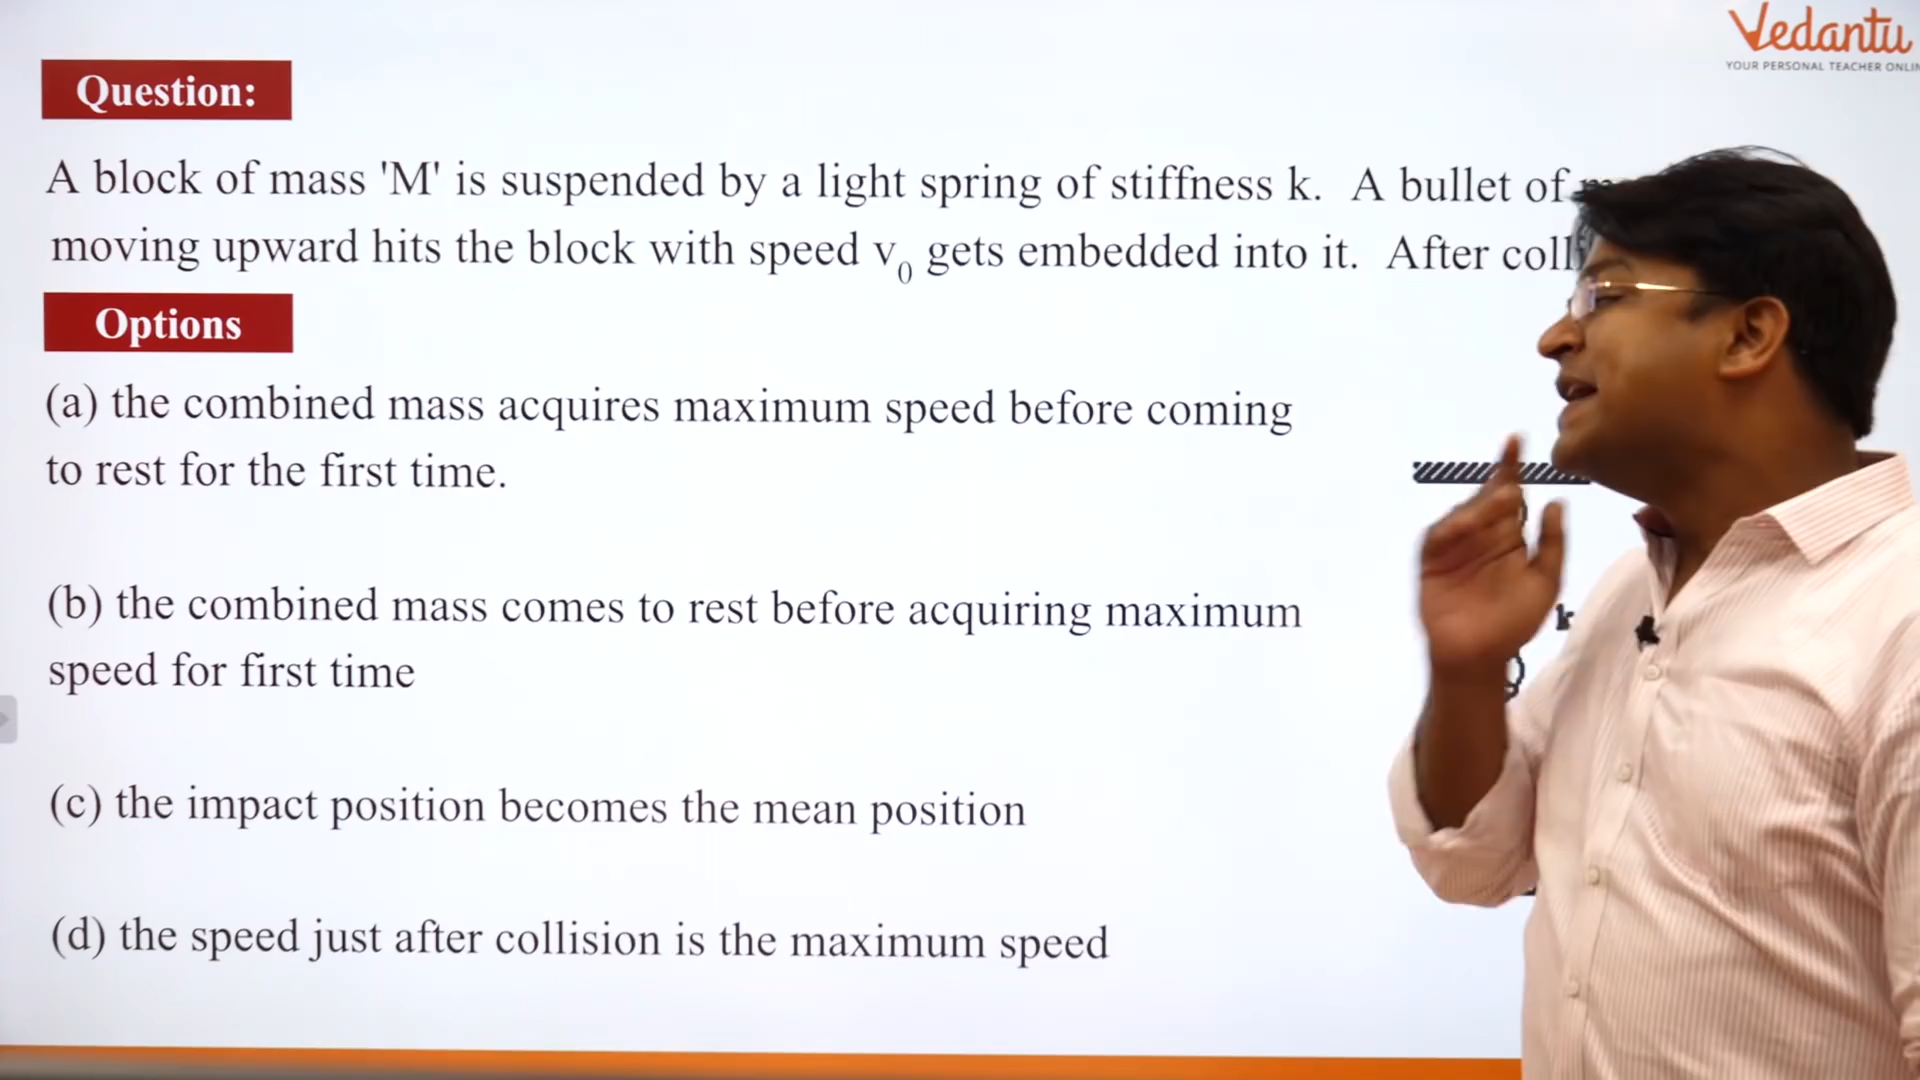 Vedantu
YOUR PERSONAL TEACHER
Question:
A block of mass 'M' is suspended by a light spring of stiffness k. A bullet of
moving upward hits the block with speed v0 gets embedded into it. After
Options
(a) the combined mass acquires maximum speed before coming
to rest for the first time.
(b) the combined mass comes to rest before acquiring maximum
speed for first time
(c) the impact position becomes the mean position
(d) the speed just after collision is the maximum speed
k